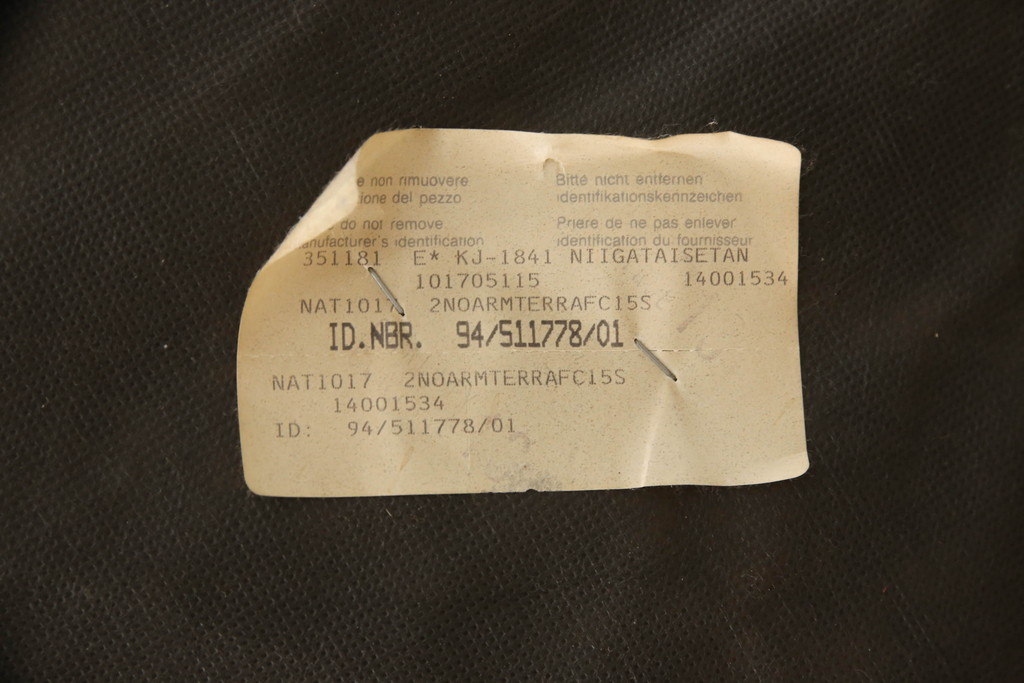 e non rimuovere
ione del pezzo
Bitte nicht entfernen
identifikationskennzeichen
do not remove
anufacturer's identification
Priere de ne pas enlever
identification du fournisseur
351181 E* KJ-1841 NIIGATAISETAN
101705115 14001534
NAT1017 2NOARMTERRAFC15S
ID.NBR. 94/511778/01
NAT1017 2NOARMTERRAFC15S
14001534
ID: 94/511778/01